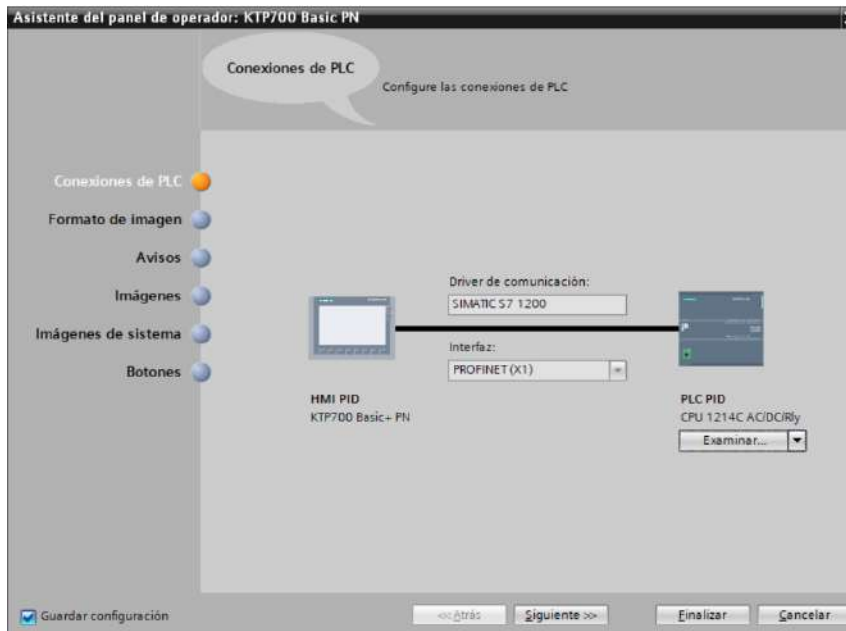 Asistente del panel de operador: KTP700 Basic PN
Conexiones de PLC
Configure las conexiones de PLC
Conexiones de PLC
Formato de imagen
Avisos
Imágenes
Imágenes de sistema
Botones
Driver de comunicación:
SIMATIC S7 1200
Interfaz:
PROFINET (X1)
HMI PID
KTP700 Basic+ PN
PLC PID
CPU 1214C AC/DC/Rly
Examinar...
Guardar configuración
<< Atrás
Siguiente >>
Finalizar
Cancelar